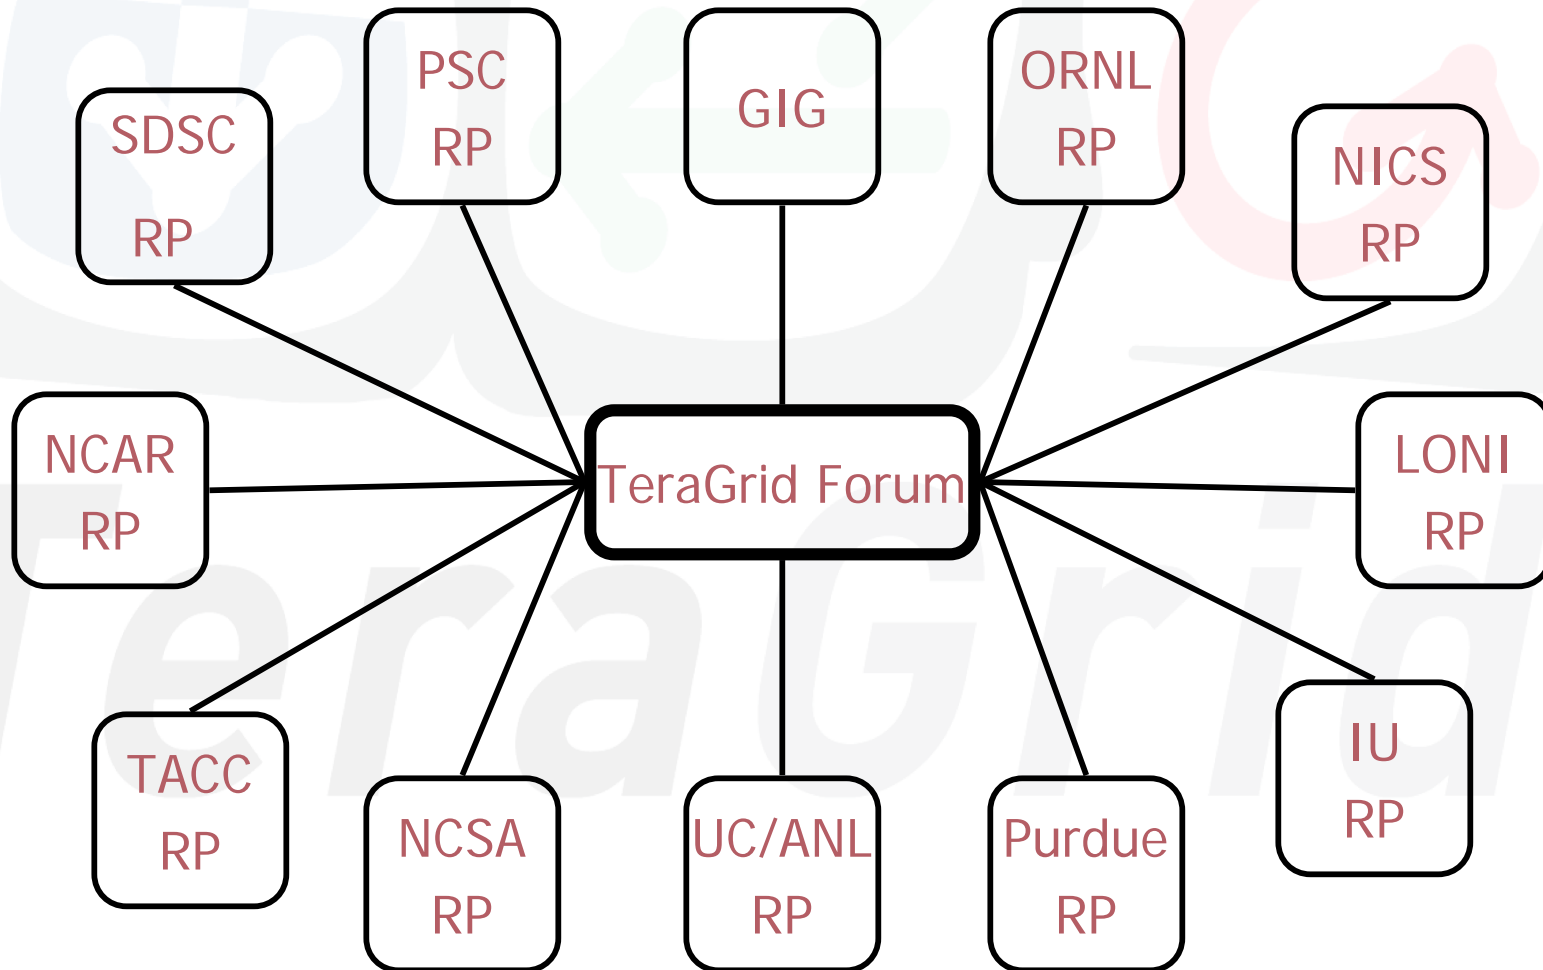 PSC
RP
GIG
ORNL
RP
SDSC
RP
NICS
RP
NCAR
RP
TeraGrid Forum
LONI
RP
TACC
RP
IU
RP
NCSA
RP
UC/ANL
RP
Purdue
RP
TeraGrid